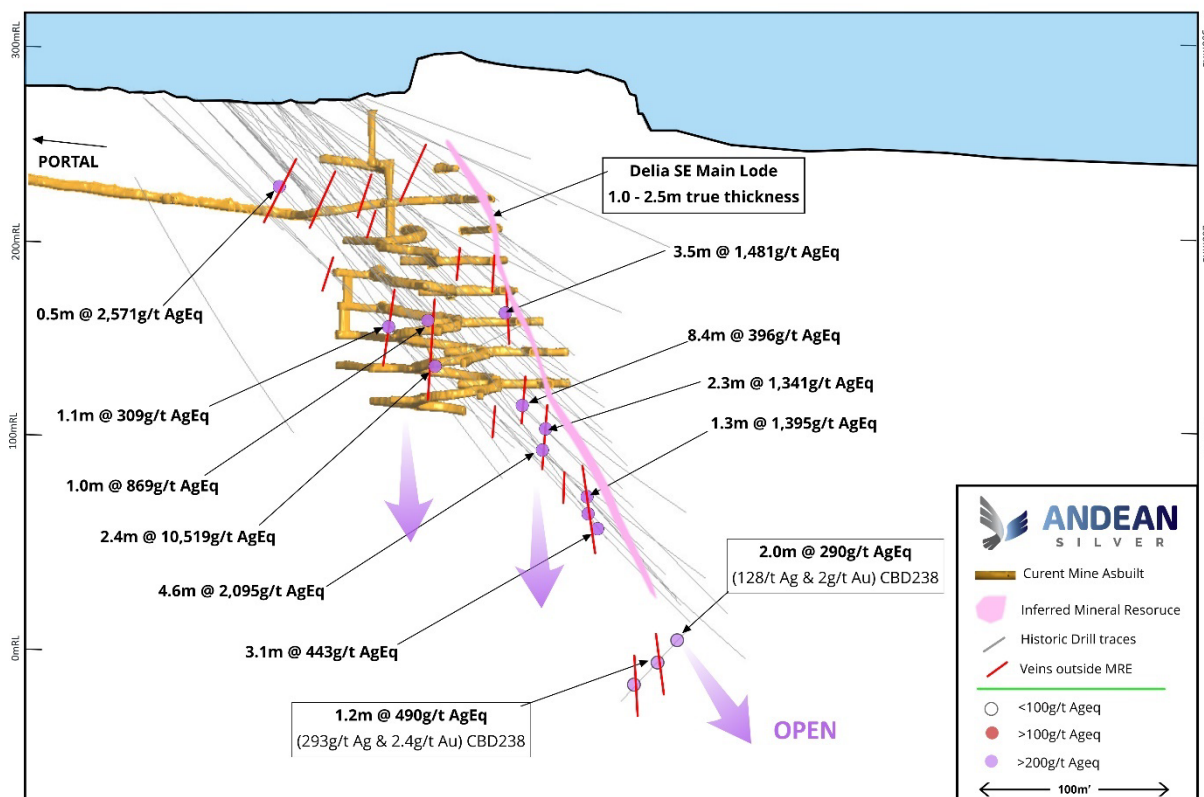 300mRL
200mRL
100mRL
0mRL
PORTAL
Delia SE Main Lode
1.0 - 2.5m true thickness
3.5m @ 1,481g/t AgEq
0.5m @ 2,571g/t AgEq
8.4m @ 396g/t AgEq
2.3m @ 1,341g/t AgEq
1.1m @ 309g/t AgEq
1.3m @ 1,395g/t AgEq
1.0m @ 869g/t AgEq
2.4m @ 10,519g/t AgEq
4.6m @ 2,095g/t AgEq
2.0m @ 290g/t AgEq
(128/t Ag & 2g/t Au) CBD238
3.1m @ 443g/t AgEq
1.2m @ 490g/t AgEq
(293g/t Ag & 2.4g/t Au) CBD238
OPEN
ANDEAN
SILVER
Curent Mine Asbuilt
Inferred Mineral Resoruce
Historic Drill traces
Veins outside MRE
<100g/t Ageq
>100g/t Ageq
>200g/t Ageq
100m'